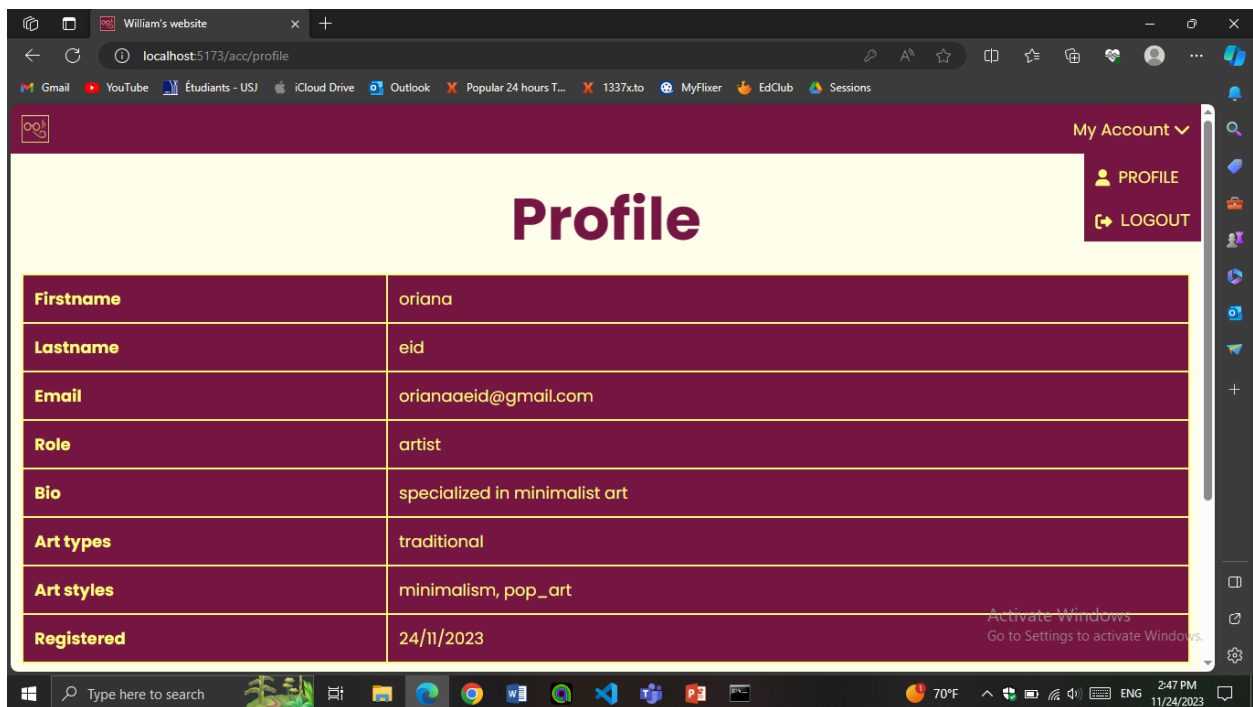 William's website
localhost:5173/acc/profile
Gmail YouTube Étudiants - USJ iCloud Drive Outlook Popular 24 hours T... 1337x.to MyFlixer EdClub Sessions
My Account
PROFILE
LOGOUT
Profile
Firstname oriana
Lastname eid
Email orianaaeid@gmail.com
Role artist
Bio specialized in minimalist art
Art types traditional
Art styles minimalism, pop_art
Registered 24/11/2023
Activate Windows
Go to Settings to activate Windows.
Type here to search 70°F ENG 2:47 PM
11/24/2023